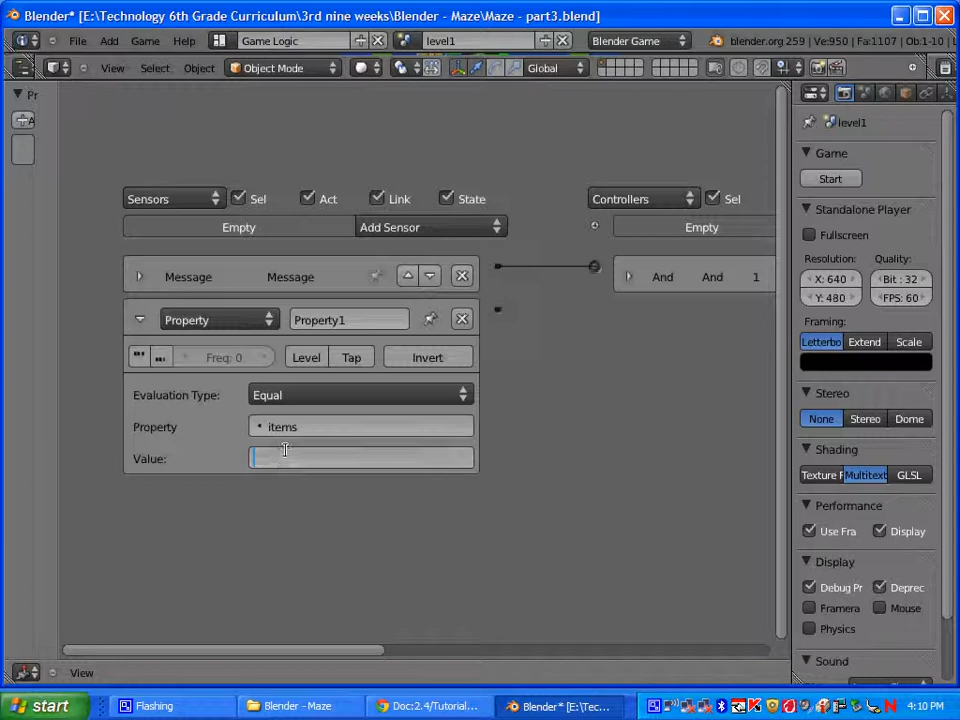 Blender* [E:\Technology 6th Grade Curriculum\3rd nine weeks\Blender - Maze\Maze - part3.blend]
File Add Game Help Game Logic level1 Blender Game blender.org 259 | Ve:950 | Fa:1107 | Ob:1-10 |
View Select Object Object Mode Global
Pr
level1
Game
Start
Sensors Sel Act Link State Controllers Sel
Standalone Player
Empty Add Sensor Empty
Fullscreen
Resolution: Quality:
Message Message And And 1
X: 640 Bit : 32
Y: 480 FPS: 60
Property Property1
Framing:
Letterbo Extend Scale
Freq: 0 Level Tap Invert
Stereo
Evaluation Type: Equal
None Stereo Dome
Property items
Shading
Value:
Texture F Multitext GLSL
Performance
Use Fra Display
Display
Debug Pr Deprec
Framera Mouse
Physics
Sound
View
start Flashing Blender - Maze Doc:2.4/Tutorial... Blender* [E:\Tec... 4:10 PM